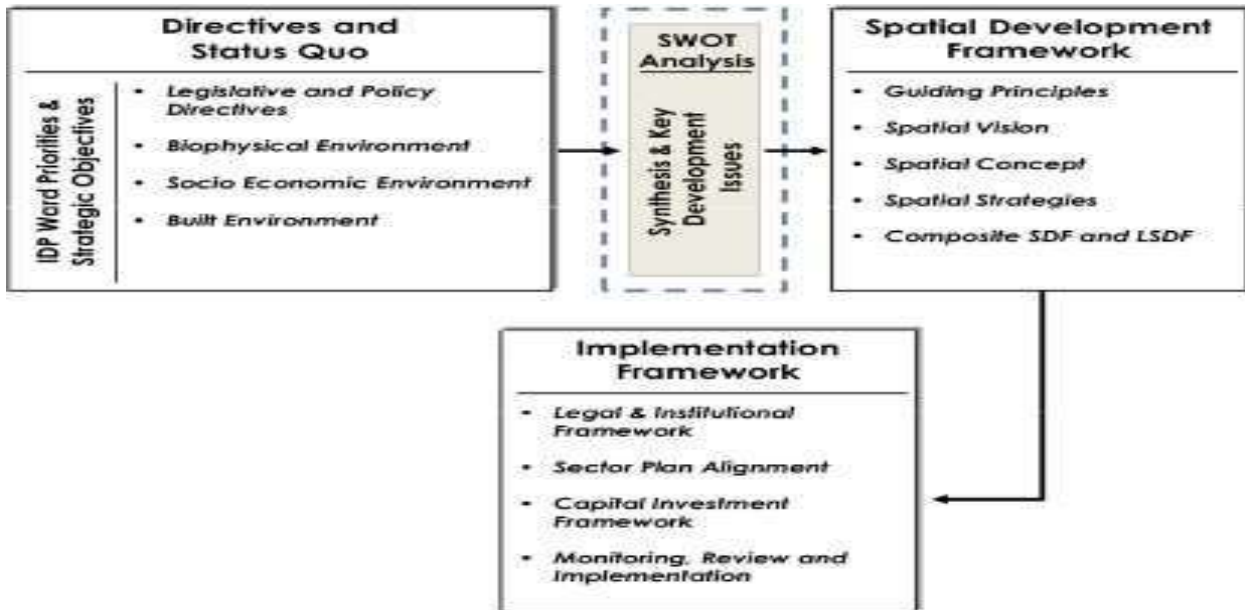 Directives and
Status Quo
IDP Ward Priorities &
Strategic Objectives
• Legislative and Policy
Directives
• Biophysical Environment
• Socio Economic Environment
• Built Environment
SWOT
Analysis
Synthesis & Key
Development
Issues
Spatial Development
Framework
• Guiding Principles
• Spatial Vision
• Spatial Concept
• Spatial Strategies
• Composite SDF and LSDF
Implementation
Framework
• Legal & Institutional
Framework
• Sector Plan Alignment
• Capital Investment
Framework
• Monitoring, Review and
Implementation